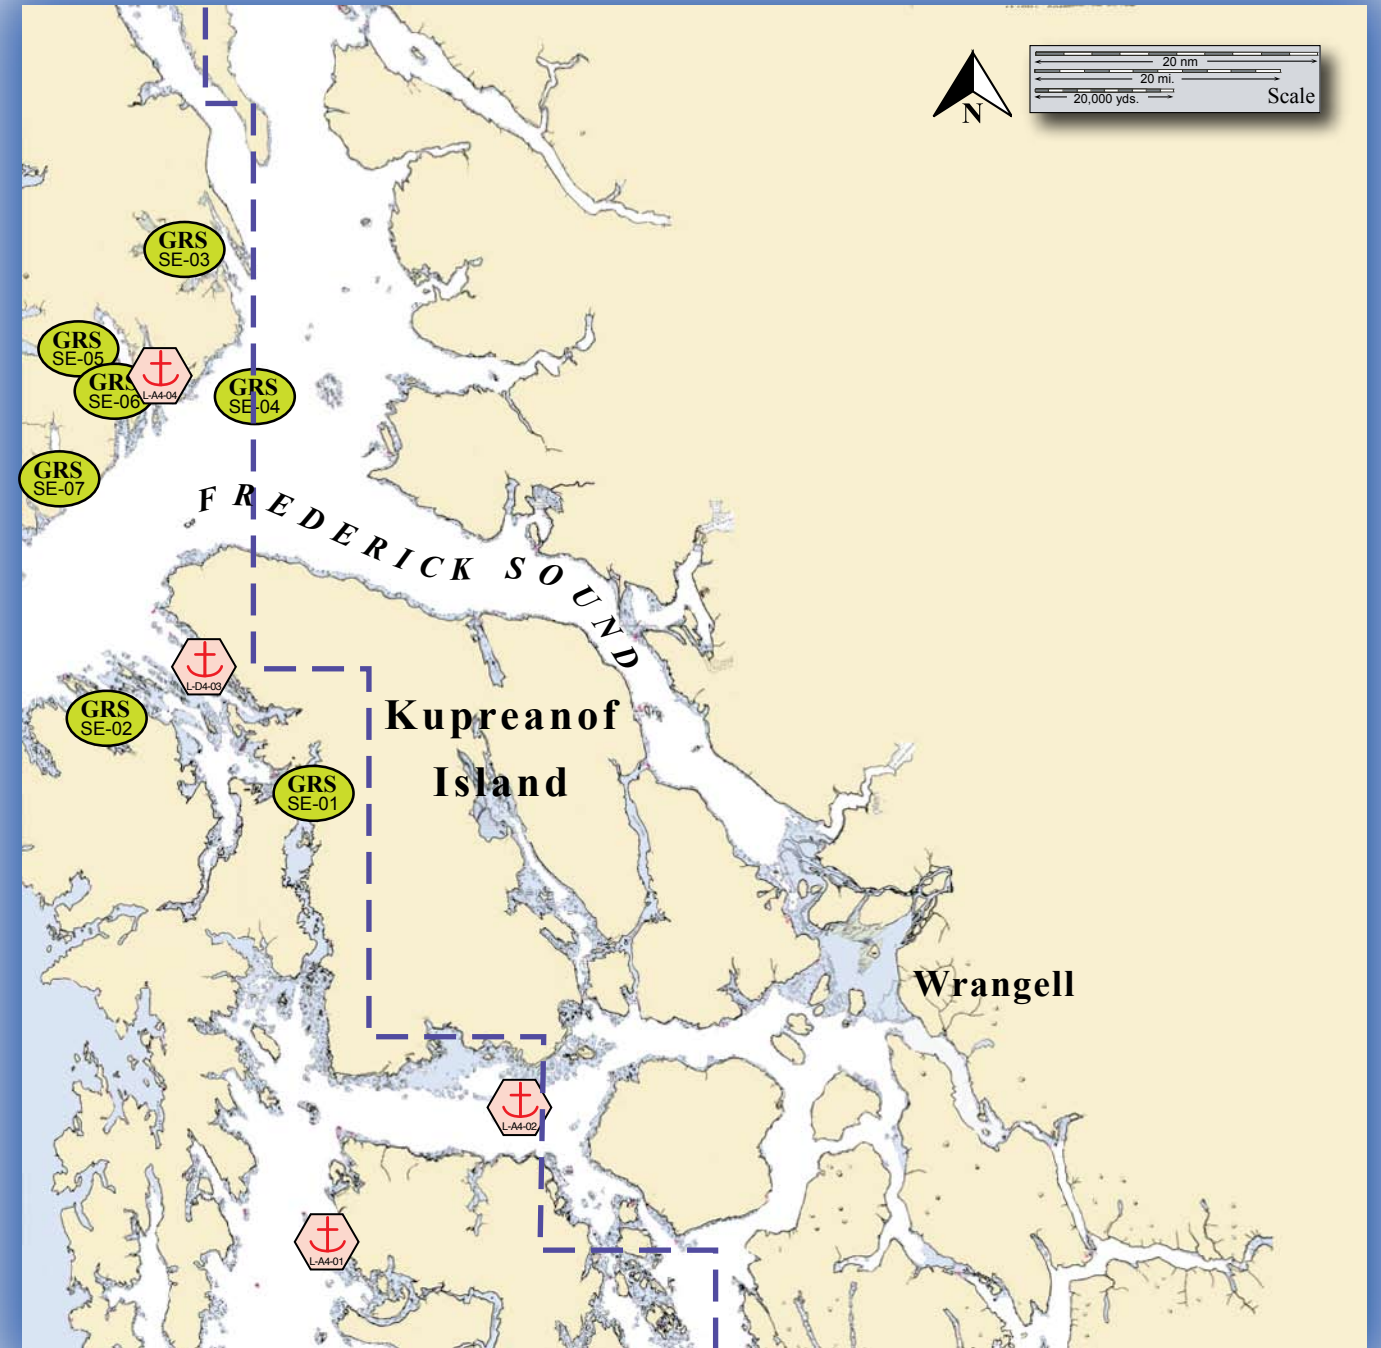 20 nm
20 mi.
20,000 yds.
Scale
N
GRS
SE-03
GRS
SE-05
GRS
SE-06
L-A4-04
GRS
SE-04
GRS
SE-07
FREDERICK SOUND
L-D4-03
GRS
SE-02
Kupreanof
Island
GRS
SE-01
Wrangell
L-A4-02
L-A4-01